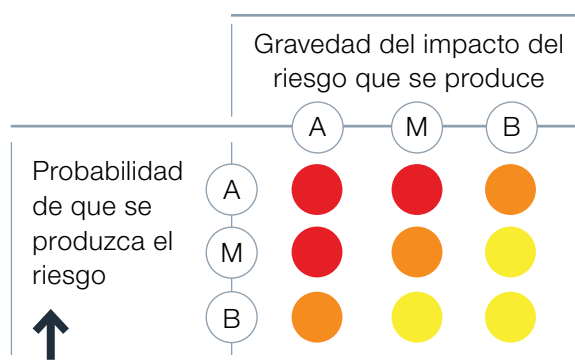 Gravedad del impacto del
riesgo que se produce
A M B
Probabilidad
de que se
produzca el
riesgo
A
M
B